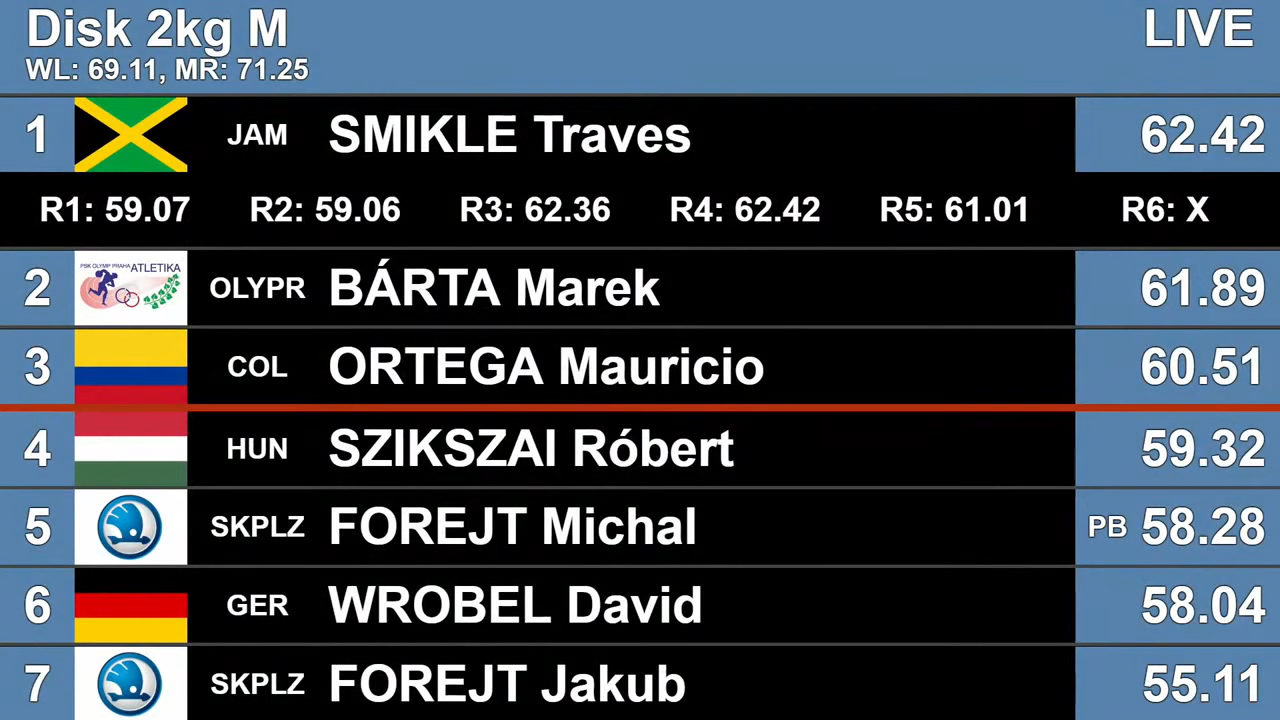 Disk 2kg M LIVE
WL: 69.11, MR: 71.25
1 JAM SMIKLE Traves 62.42
R1: 59.07 R2: 59.06 R3: 62.36 R4: 62.42 R5: 61.01 R6: X
PSK OLYMP PRAHA ATLETIKA
2 OLYPR BÁRTA Marek 61.89
3 COL ORTEGA Mauricio 60.51
4 HUN SZIKSZAI Róbert 59.32
5 SKPLZ FOREJT Michal PB 58.28
6 GER WROBEL David 58.04
7 SKPLZ FOREJT Jakub 55.11